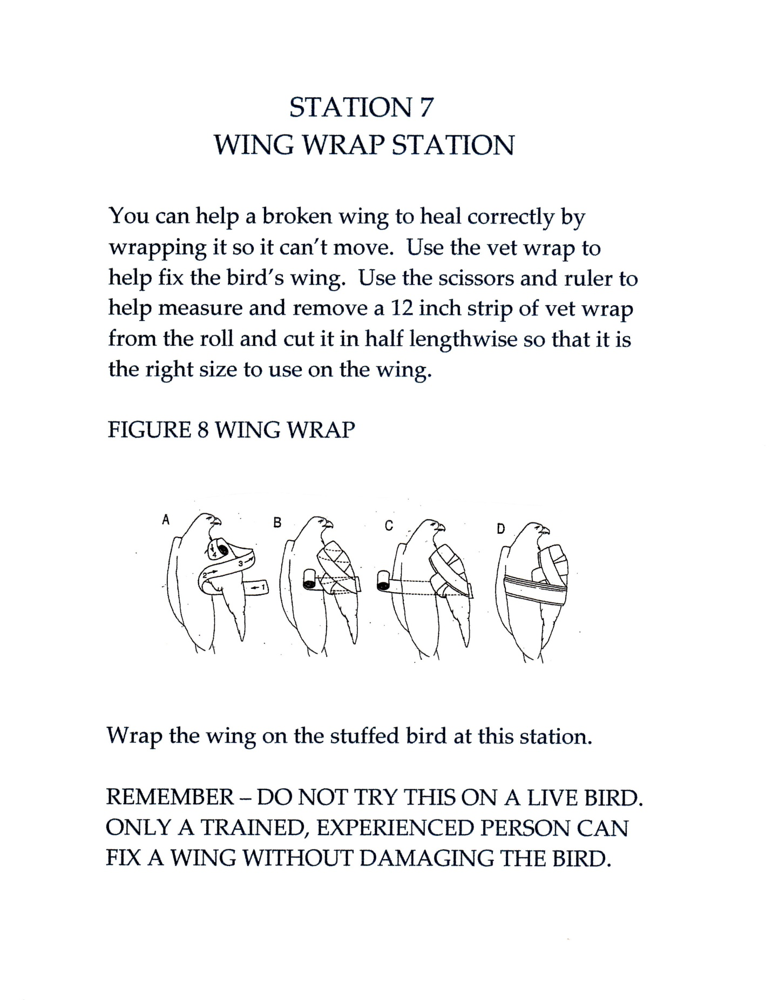 STATION 7
WING WRAP STATION
You can help a broken wing to heal correctly by
wrapping it so it can't move.  Use the vet wrap to
help fix the bird's wing.  Use the scissors and ruler to
help measure and remove a 12 inch strip of vet wrap
from the roll and cut it in half lengthwise so that it is
the right size to use on the wing.
FIGURE 8 WING WRAP
A B C D
4
3
2
1
Wrap the wing on the stuffed bird at this station.
REMEMBER – DO NOT TRY THIS ON A LIVE BIRD.
ONLY A TRAINED, EXPERIENCED PERSON CAN
FIX A WING WITHOUT DAMAGING THE BIRD.